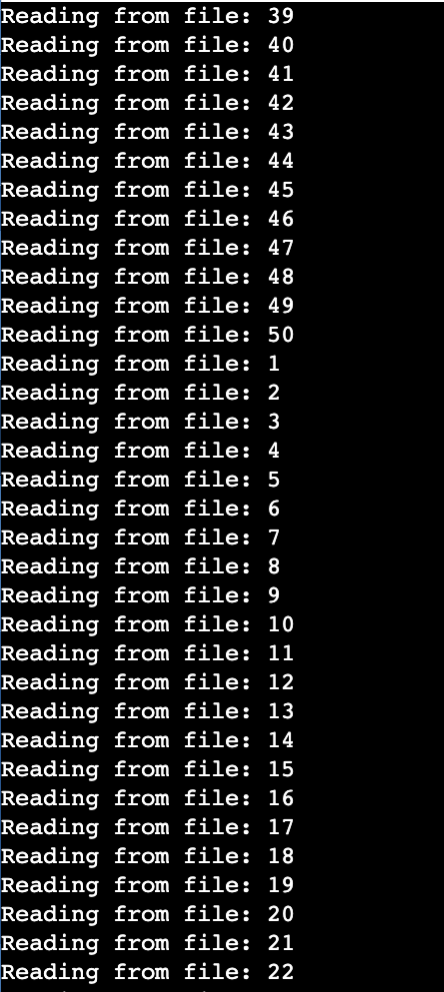 Reading from file: 39
Reading from file: 40
Reading from file: 41
Reading from file: 42
Reading from file: 43
Reading from file: 44
Reading from file: 45
Reading from file: 46
Reading from file: 47
Reading from file: 48
Reading from file: 49
Reading from file: 50
Reading from file: 1
Reading from file: 2
Reading from file: 3
Reading from file: 4
Reading from file: 5
Reading from file: 6
Reading from file: 7
Reading from file: 8
Reading from file: 9
Reading from file: 10
Reading from file: 11
Reading from file: 12
Reading from file: 13
Reading from file: 14
Reading from file: 15
Reading from file: 16
Reading from file: 17
Reading from file: 18
Reading from file: 19
Reading from file: 20
Reading from file: 21
Reading from file: 22